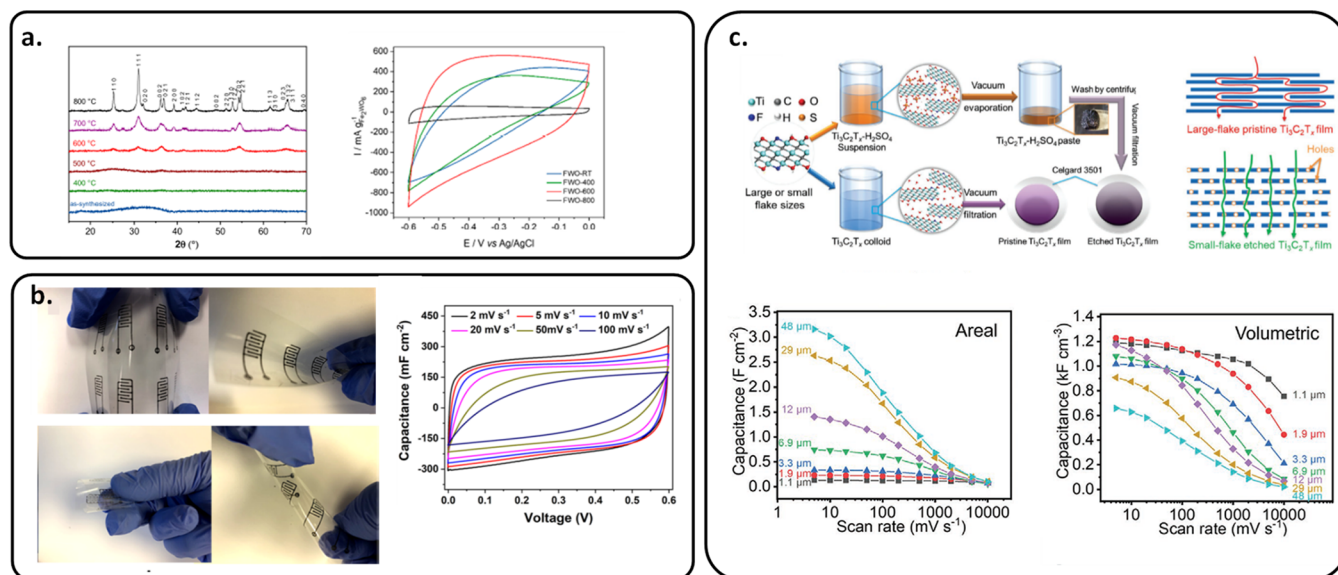 a.
800 °C
700 °C
600 °C
500 °C
400 °C
as-synthesized
110
111
020
200
112
002
040
15 20 25 30 35 40 45 50 55 60 65 70
2θ (°)
600
400
200
0
-200
-400
-600
-800
-1000
I / mA g⁻¹Fe₂WO₆
FWO-RT
FWO-400
FWO-600
FWO-800
-0.6 -0.5 -0.4 -0.3 -0.2 -0.1 0.0
E / V vs Ag/AgCl
b.
450
300
150
0
-150
-300
Capacitance (mF cm⁻²)
2 mV s⁻¹ 5 mV s⁻¹ 10 mV s⁻¹
20 mV s⁻¹ 50mV s⁻¹ 100 mV s⁻¹
0.0 0.1 0.2 0.3 0.4 0.5 0.6
Voltage (V)
c.
Ti C O
F H S
Large or small
flake sizes
Ti₃C₂Tₓ-H₂SO₄
Suspension
Vacuum
evaporation
Ti₃C₂Tₓ-H₂SO₄ paste
Wash by centrifuç
Vacuum filtration
Ti₃C₂Tₓ colloid
Vacuum
filtration
Celgard 3501
Pristine Ti₃C₂Tₓ film
Etched Ti₃C₂Tₓ film
Large-flake pristine Ti₃C₂Tₓ film
Holes
Small-flake etched Ti₃C₂Tₓ film
Areal
3.5
3.0
2.5
2.0
1.5
1.0
0.5
0.0
Capacitance (F cm⁻²)
48 µm
29 µm
12 µm
6.9 µm
3.3 µm
1.9 µm
1.1 µm
1 10 100 1000 10000
Scan rate (mV s⁻¹)
Volumetric
1.4
1.2
1.0
0.8
0.6
0.4
0.2
0.0
Capacitance (kF cm⁻³)
1.1 µm
1.9 µm
3.3 µm
6.9 µm
12 µm
29 µm
48 µm
10 100 1000 10000
Scan rate (mV s⁻¹)